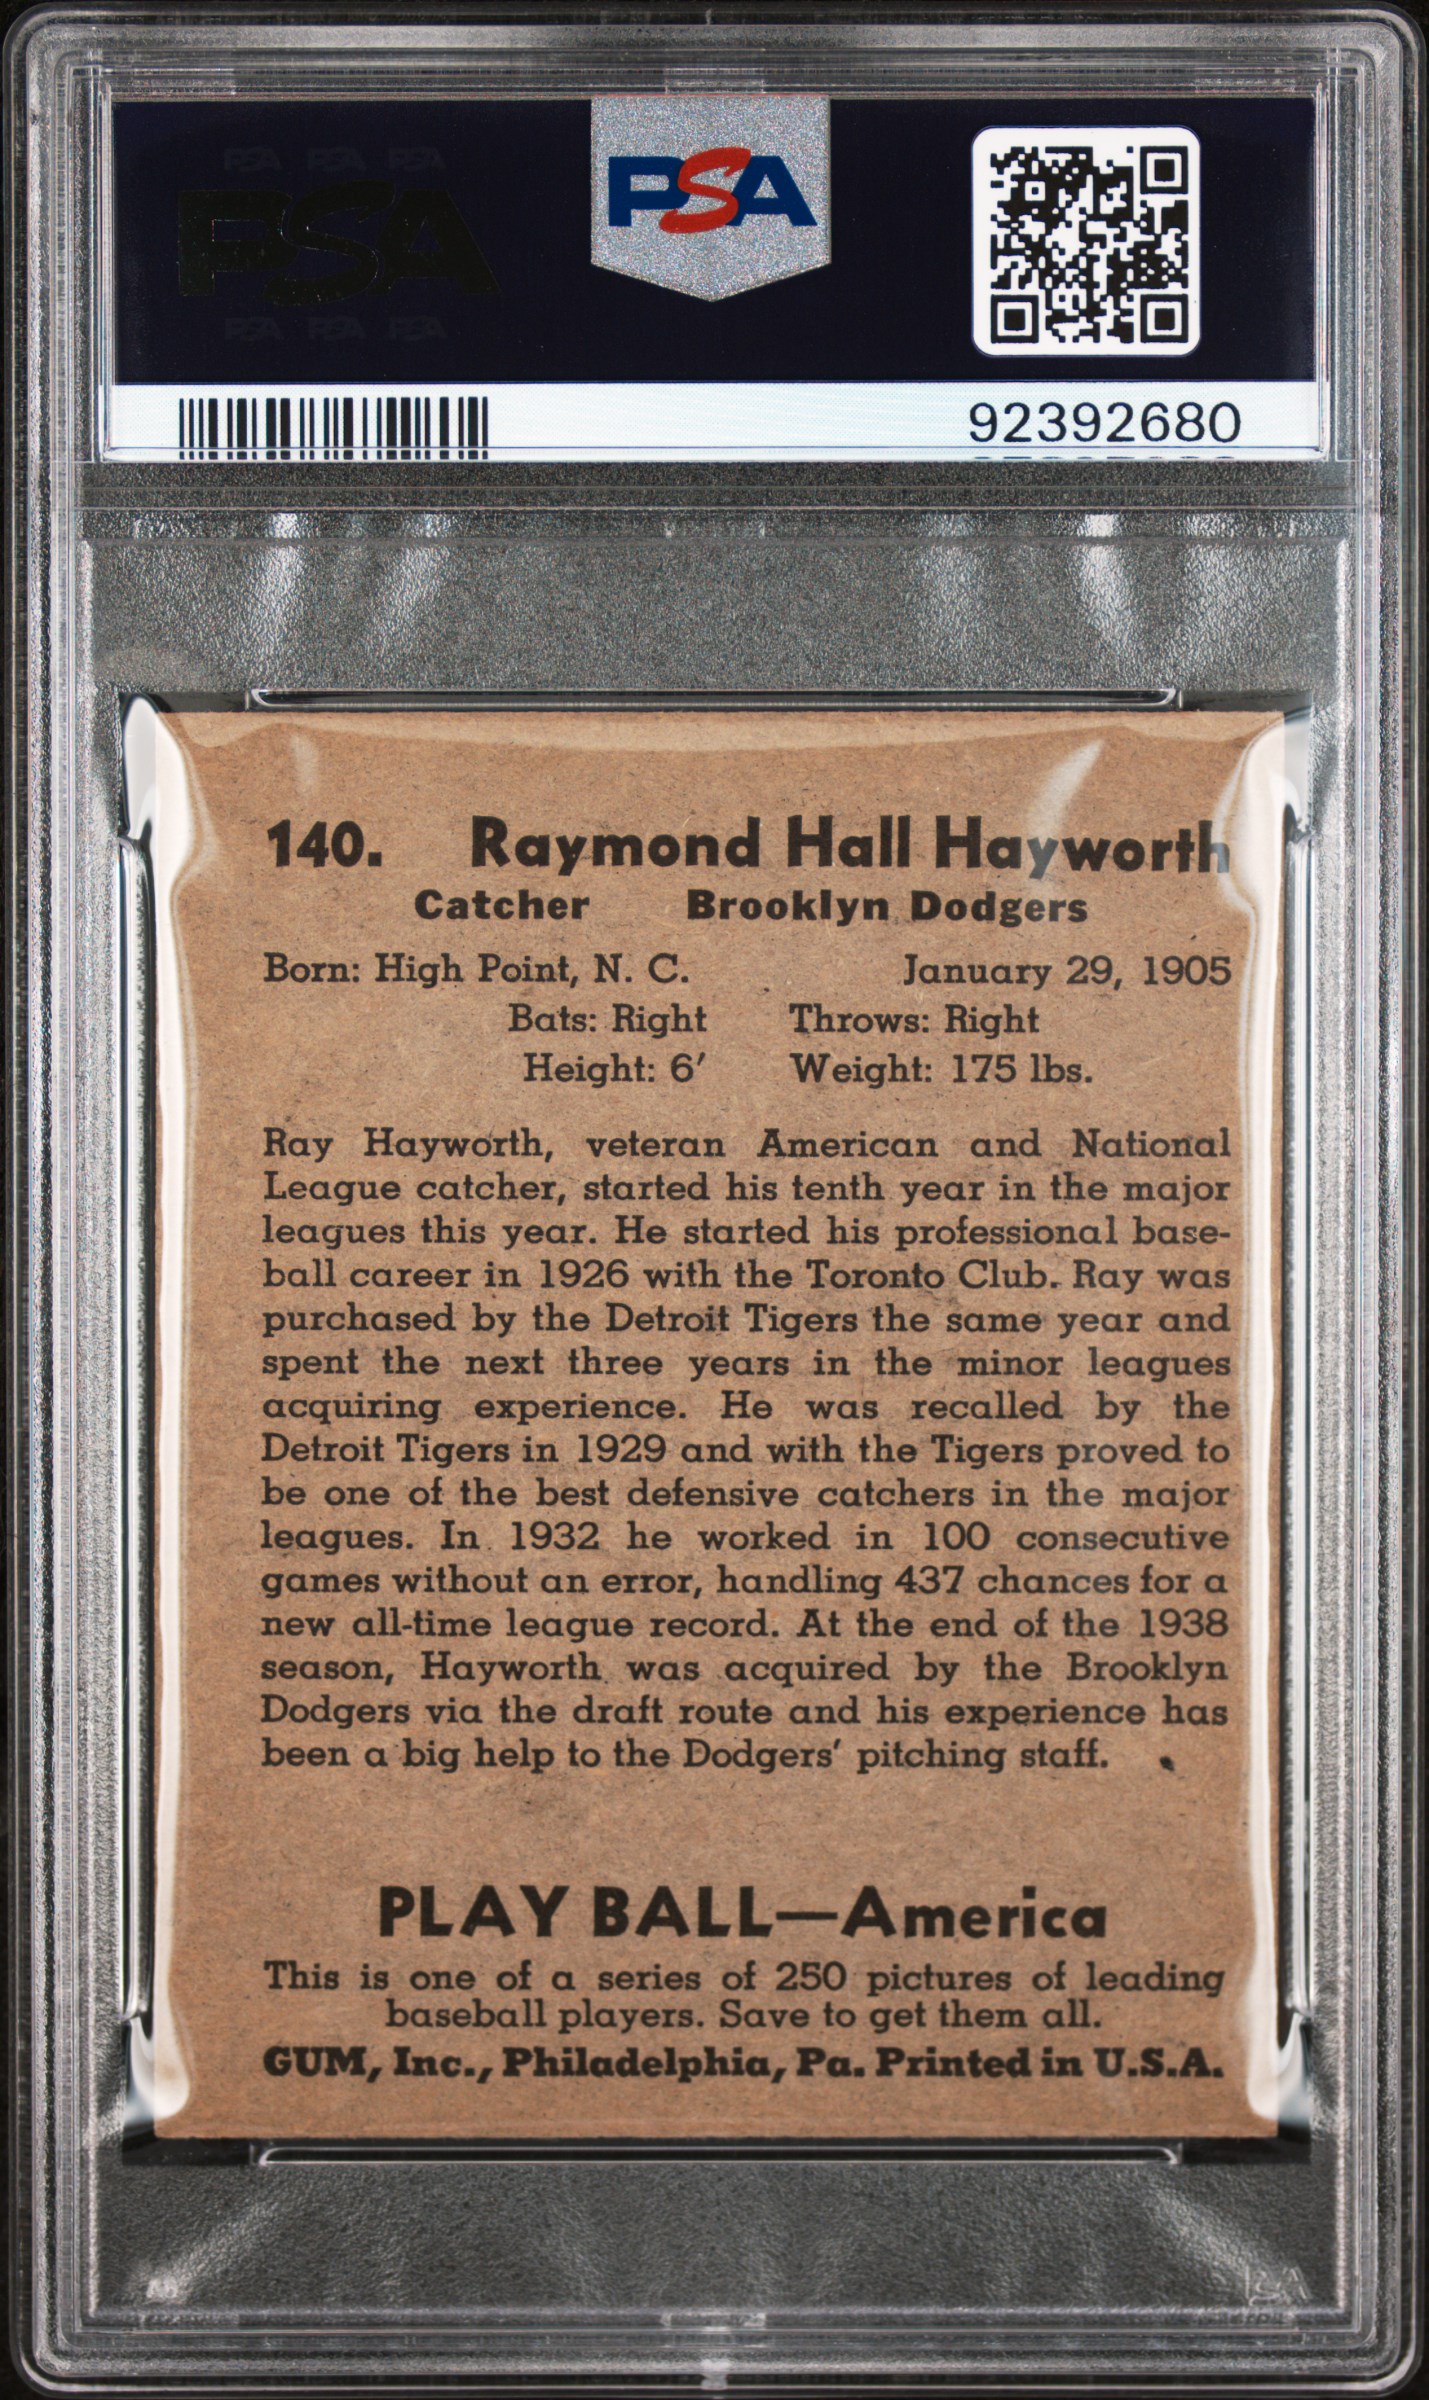 PSA PSA PSA
PSA
PSA PSA PSA
PSA
92392680
140. Raymond Hall Hayworth
Catcher Brooklyn Dodgers
Born: High Point, N. C. January 29, 1905
Bats: Right Throws: Right
Height: 6′ Weight: 175 lbs.
Ray Hayworth, veteran American and National
League catcher, started his tenth year in the major
leagues this year. He started his professional base-
ball career in 1926 with the Toronto Club. Ray was
purchased by the Detroit Tigers the same year and
spent the next three years in the minor leagues
acquiring experience. He was recalled by the
Detroit Tigers in 1929 and with the Tigers proved to
be one of the best defensive catchers in the major
leagues. In 1932 he worked in 100 consecutive
games without an error, handling 437 chances for a
new all-time league record. At the end of the 1938
season, Hayworth was acquired by the Brooklyn
Dodgers via the draft route and his experience has
been a big help to the Dodgers' pitching staff.
PLAY BALL—America
This is one of a series of 250 pictures of leading
baseball players. Save to get them all.
GUM, Inc., Philadelphia, Pa. Printed in U.S.A.
PSA